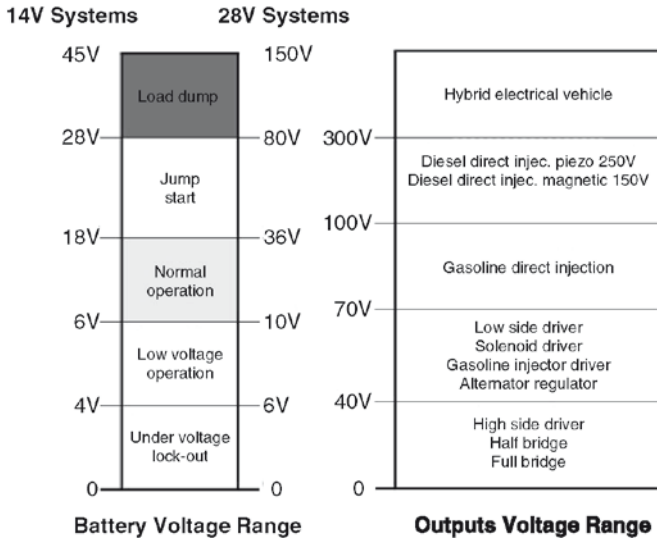 14V Systems 28V Systems
45V 150V
Load dump
Hybrid electrical vehicle
28V 80V 300V
Jump
start
Diesel direct injec. piezo 250V
Diesel direct injec. magnetic 150V
18V 36V 100V
Normal
operation
Gasoline direct injection
6V 10V 70V
Low voltage
operation
Low side driver
Solenoid driver
Gasoline injector driver
Alternator regulator
4V 6V 40V
Under voltage
lock-out
High side driver
Half bridge
Full bridge
0 0 0
Battery Voltage Range Outputs Voltage Range